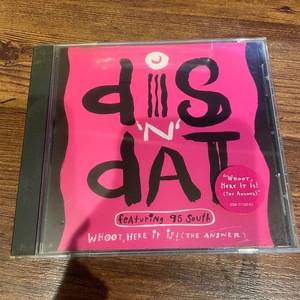 dis
'N'
dAT
featuring 95 South
WHOOT, HERE it is! (THE ANSWER)
"WHOOT,
HERE It Is!
(THE ANSWER)"